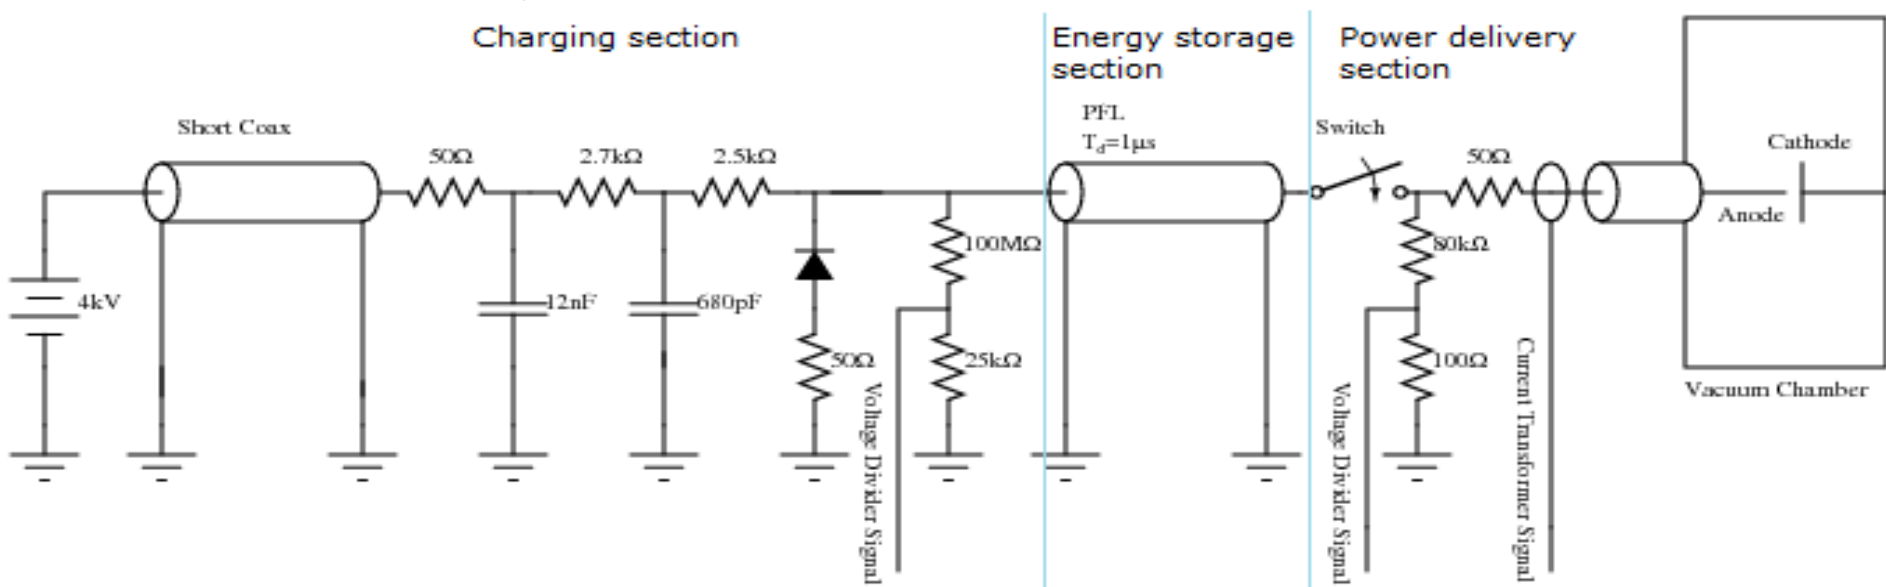 Charging section
Energy storage
section
Power delivery
section
Short Coax
PFL
T_d=1μs
Switch
50Ω
2.7kΩ
2.5kΩ
50Ω
Cathode
Anode
100MΩ
80kΩ
4kV
12nF
680pF
50Ω
25kΩ
100Ω
Vacuum Chamber
Voltage Divider Signal
Voltage Divider Signal
Current Transformer Signal